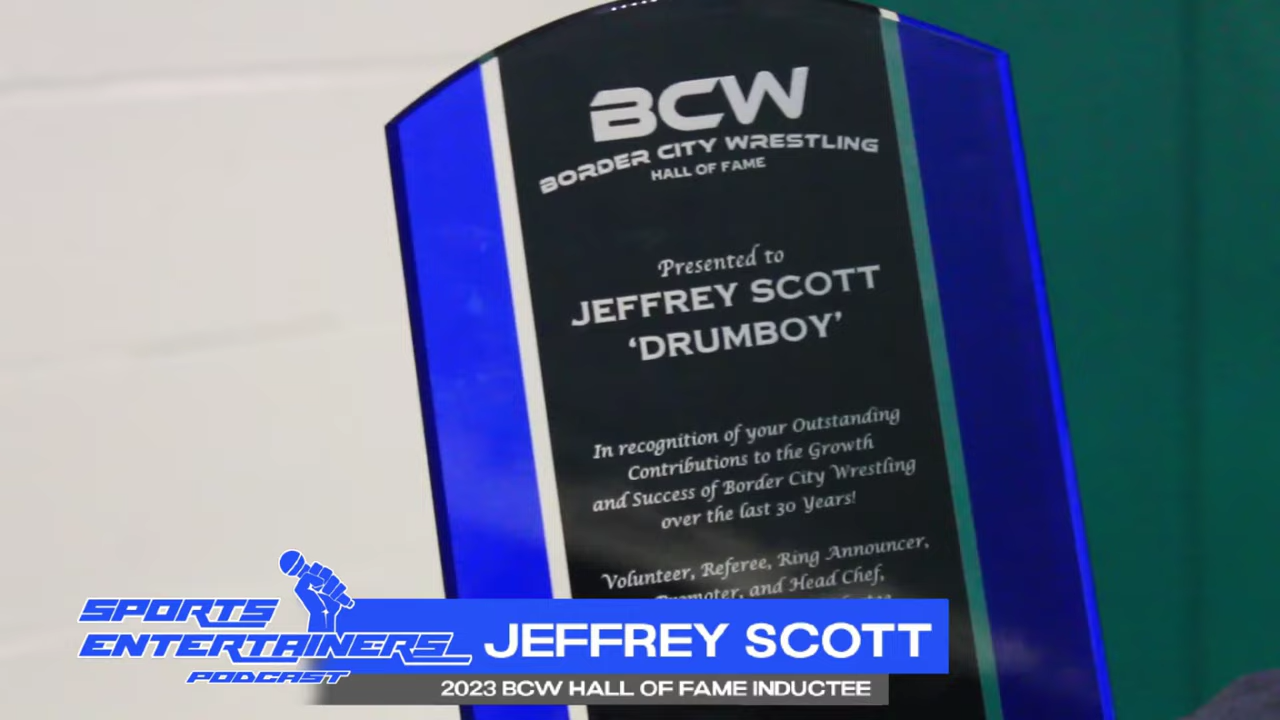 BCW
BORDER CITY WRESTLING
HALL OF FAME
Presented to
JEFFREY SCOTT
‘DRUMBOY’
In recognition of your Outstanding
Contributions to the Growth
and Success of Border City Wrestling
over the last 30 Years!
Volunteer, Referee, Ring Announcer,
Promoter, and Head Chef,
SPORTS
ENTERTAINERS
PODCAST
JEFFREY SCOTT
2023 BCW HALL OF FAME INDUCTEE